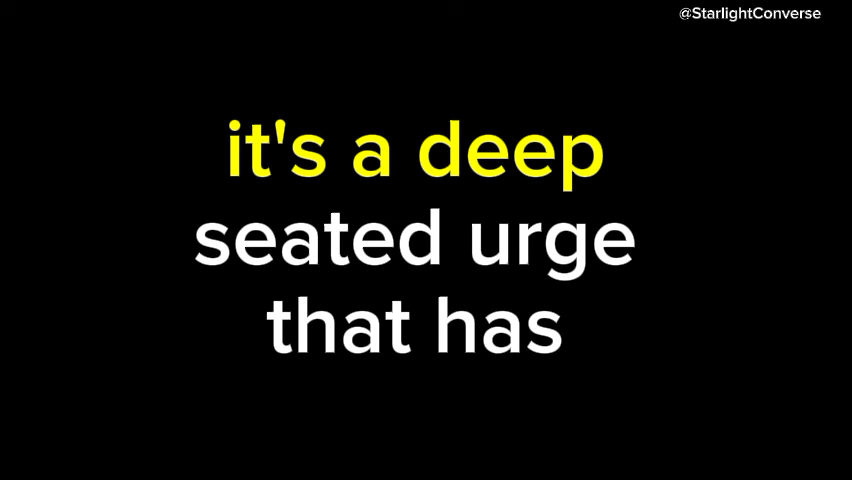 @StarlightConverse
it's a deep
seated urge
that has